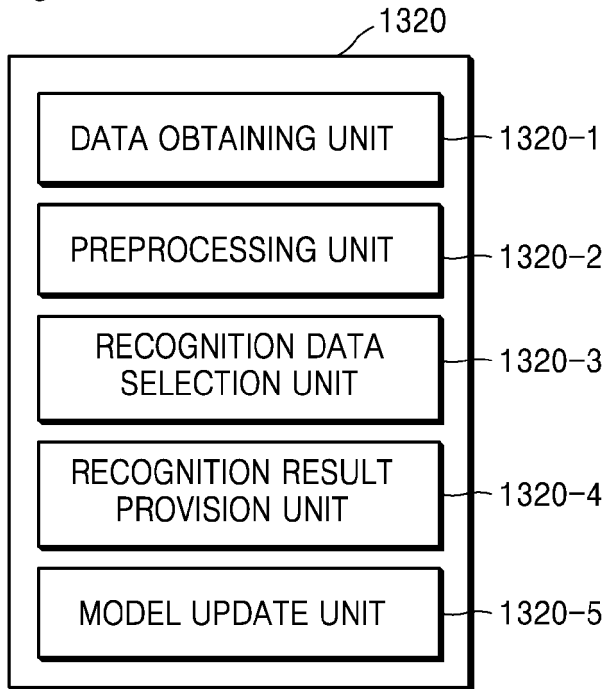 1320
DATA OBTAINING UNIT
1320-1
PREPROCESSING UNIT
1320-2
RECOGNITION DATA
SELECTION UNIT
1320-3
RECOGNITION RESULT
PROVISION UNIT
1320-4
MODEL UPDATE UNIT
1320-5